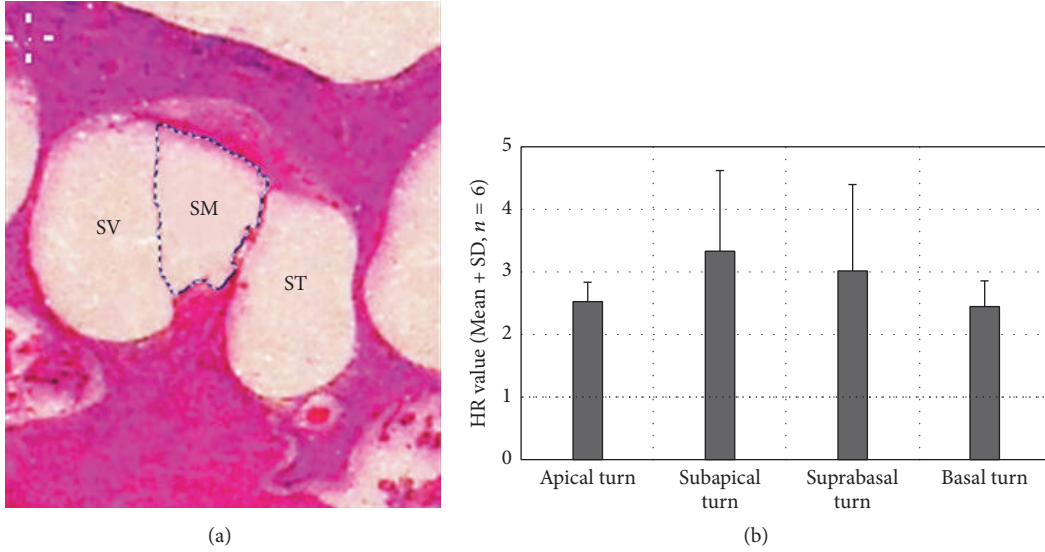 SV
SM
ST
(a)
HR value (Mean + SD, n = 6)
5
4
3
2
1
0
Apical turn
Subapical
turn
Suprabasal
turn
Basal turn
(b)